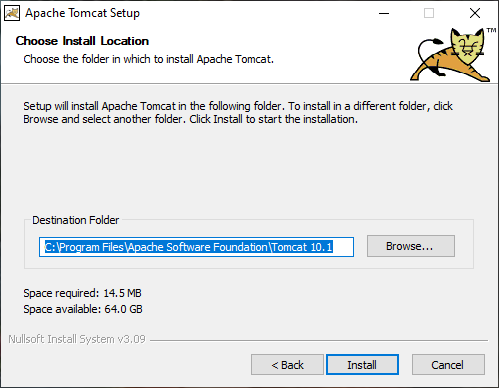 Apache Tomcat Setup
Choose Install Location
Choose the folder in which to install Apache Tomcat.
TM
Setup will install Apache Tomcat in the following folder. To install in a different folder, click
Browse and select another folder. Click Install to start the installation.
Destination Folder
C:\Program Files\Apache Software Foundation\Tomcat 10.1
Browse...
Space required: 14.5 MB
Space available: 64.0 GB
Nullsoft Install System v3.09
< Back
Install
Cancel